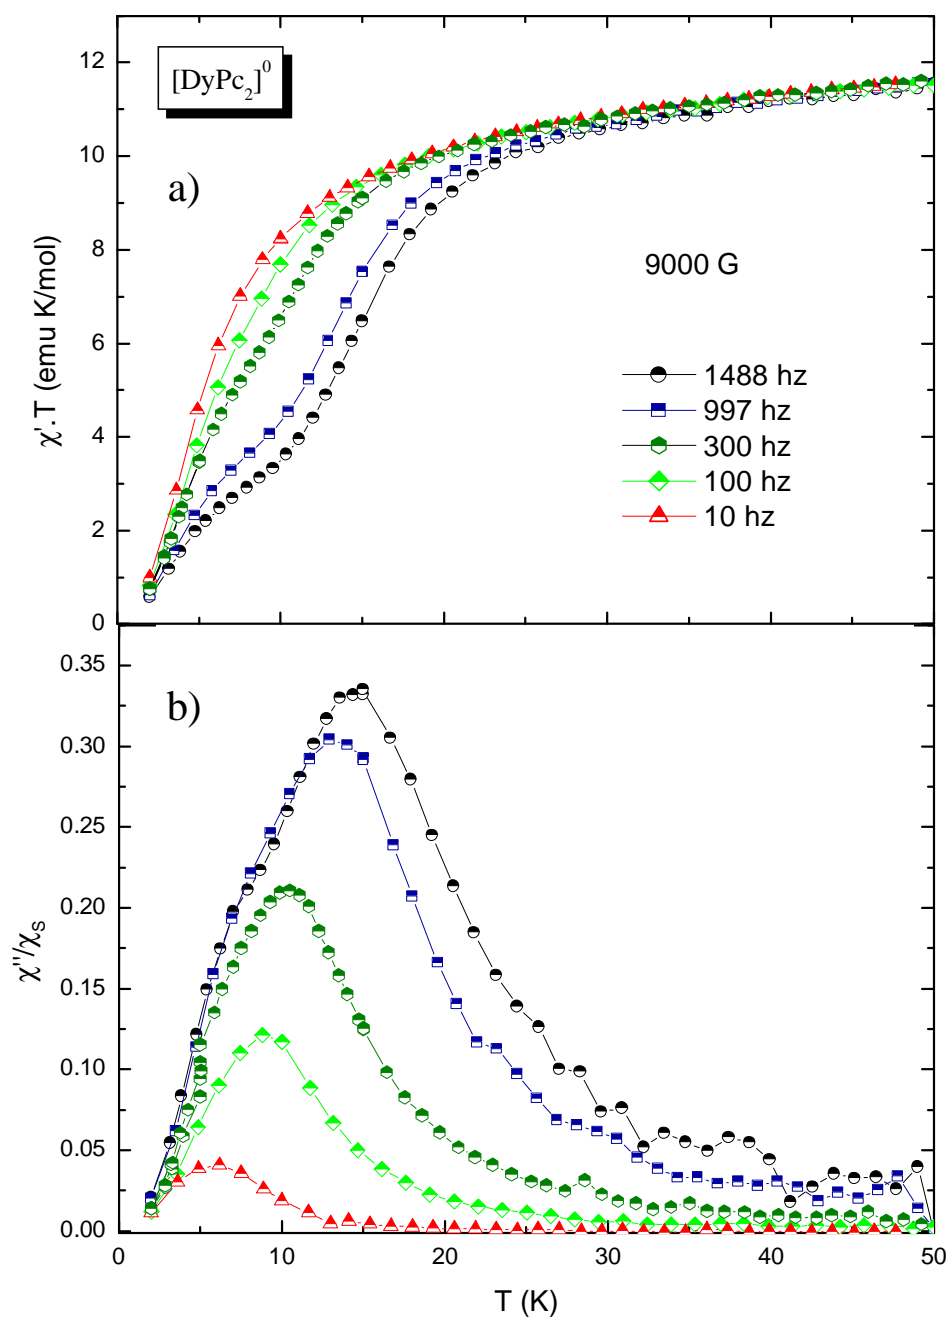 [DyPc₂]⁰
a)
χ'.T (emu K/mol)
12
10
8
6
4
2
0
9000 G
1488 hz
997 hz
300 hz
100 hz
10 hz
b)
χ''/χ_S
0.35
0.30
0.25
0.20
0.15
0.10
0.05
0.00
0 10 20 30 40 50
T (K)